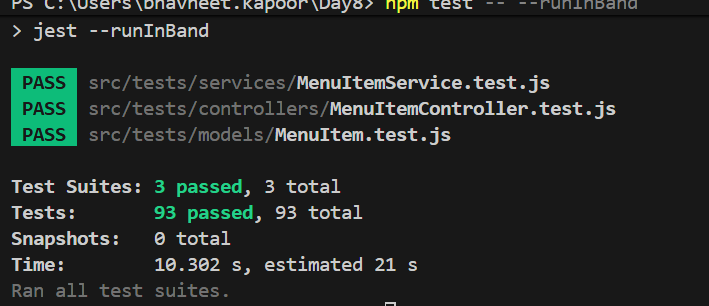 PS C:\Users\bhavneet.kapoor\Day8> npm test -- --runInBand
> jest --runInBand
PASS src/tests/services/MenuItemService.test.js
PASS src/tests/controllers/MenuItemController.test.js
PASS src/tests/models/MenuItem.test.js
Test Suites: 3 passed, 3 total
Tests: 93 passed, 93 total
Snapshots: 0 total
Time: 10.302 s, estimated 21 s
Ran all test suites.